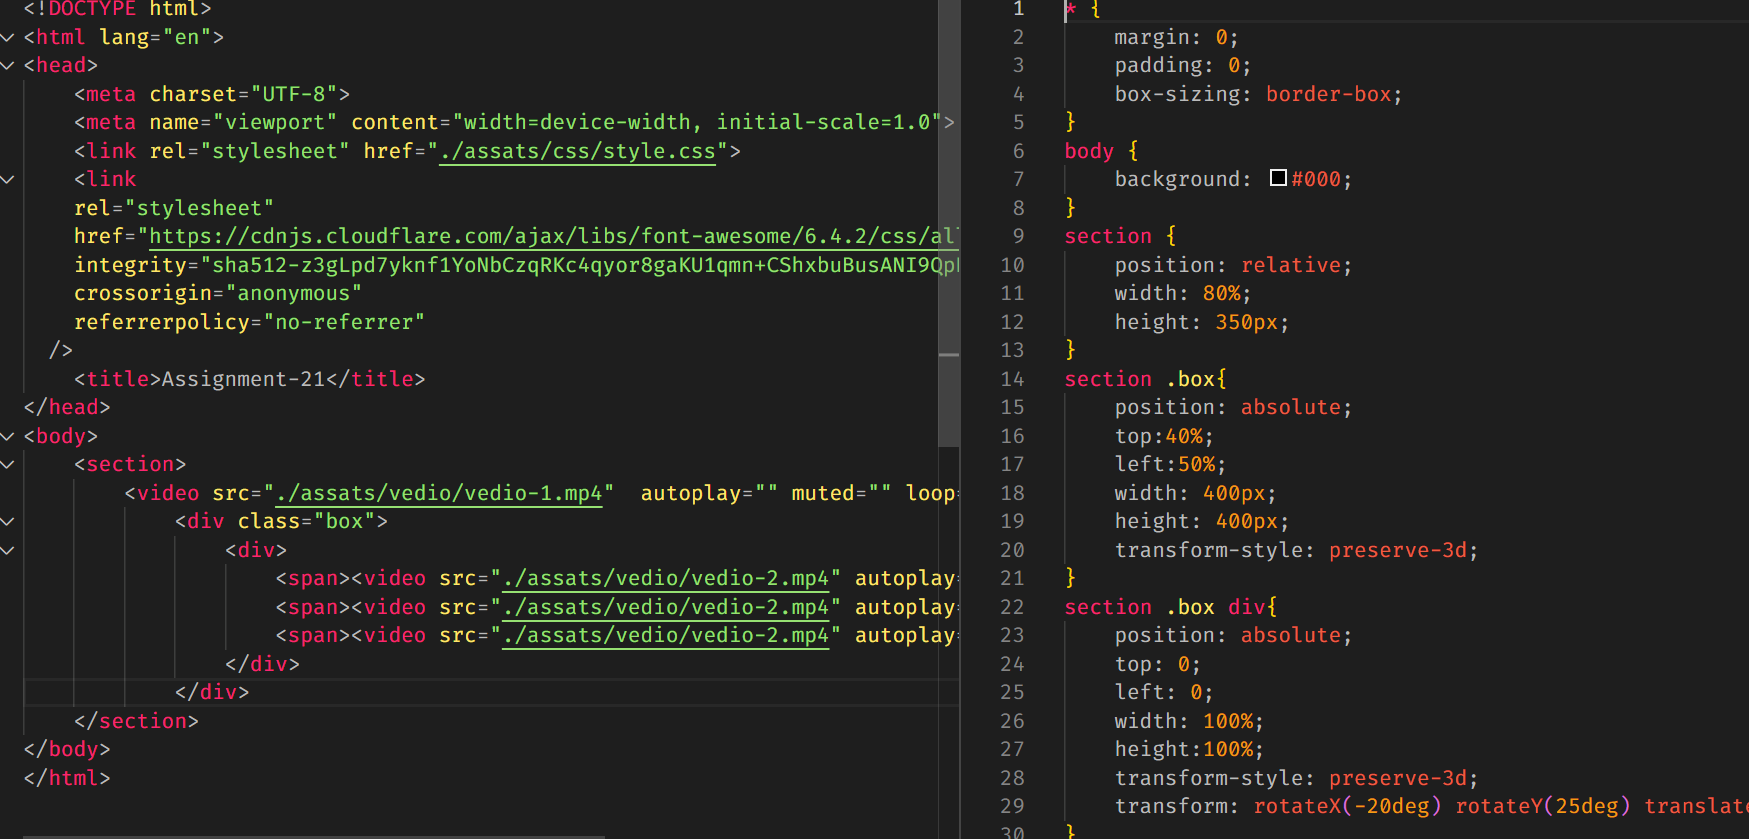 <!DOCTYPE html>
<html lang="en">
<head>
<meta charset="UTF-8">
<meta name="viewport" content="width=device-width, initial-scale=1.0">
<link rel="stylesheet" href="./assats/css/style.css">
<link
rel="stylesheet"
href="https://cdnjs.cloudflare.com/ajax/libs/font-awesome/6.4.2/css/al
integrity="sha512-z3gLpd7yknf1YoNbCzqRKc4qyor8gaKU1qmn+CShxbuBusANI9Qp
crossorigin="anonymous"
referrerpolicy="no-referrer"
/>
<title>Assignment-21</title>
</head>
<body>
<section>
<video src="./assats/vedio/vedio-1.mp4"  autoplay="" muted="" loop=
<div class="box">
<div>
<span><video src="./assats/vedio/vedio-2.mp4" autoplay=
<span><video src="./assats/vedio/vedio-2.mp4" autoplay=
<span><video src="./assats/vedio/vedio-2.mp4" autoplay=
</div>
</div>
</section>
</body>
</html>
1 * {
2 margin: 0;
3 padding: 0;
4 box-sizing: border-box;
5 }
6 body {
7 background: #000;
8 }
9 section {
10 position: relative;
11 width: 80%;
12 height: 350px;
13 }
14 section .box{
15 position: absolute;
16 top:40%;
17 left:50%;
18 width: 400px;
19 height: 400px;
20 transform-style: preserve-3d;
21 }
22 section .box div{
23 position: absolute;
24 top: 0;
25 left: 0;
26 width: 100%;
27 height:100%;
28 transform-style: preserve-3d;
29 transform: rotateX(-20deg) rotateY(25deg) translate
30 }